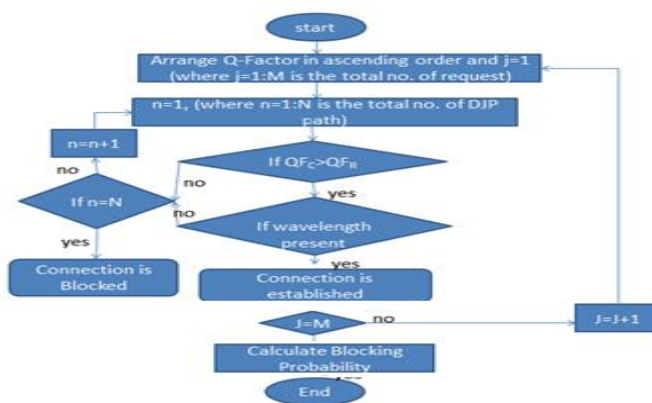 start
Arrange Q-Factor in ascending order and j=1
(where j=1:M is the total no. of request)
n=1, (where n=1:N is the total no. of DJP
path)
n=n+1
no
If QFC>QFR
no
yes
If n=N
no
If wavelength
present
yes
yes
Connection is
Blocked
Connection is
established
J=M
no
J=J+1
Calculate Blocking
Probability
yes
End